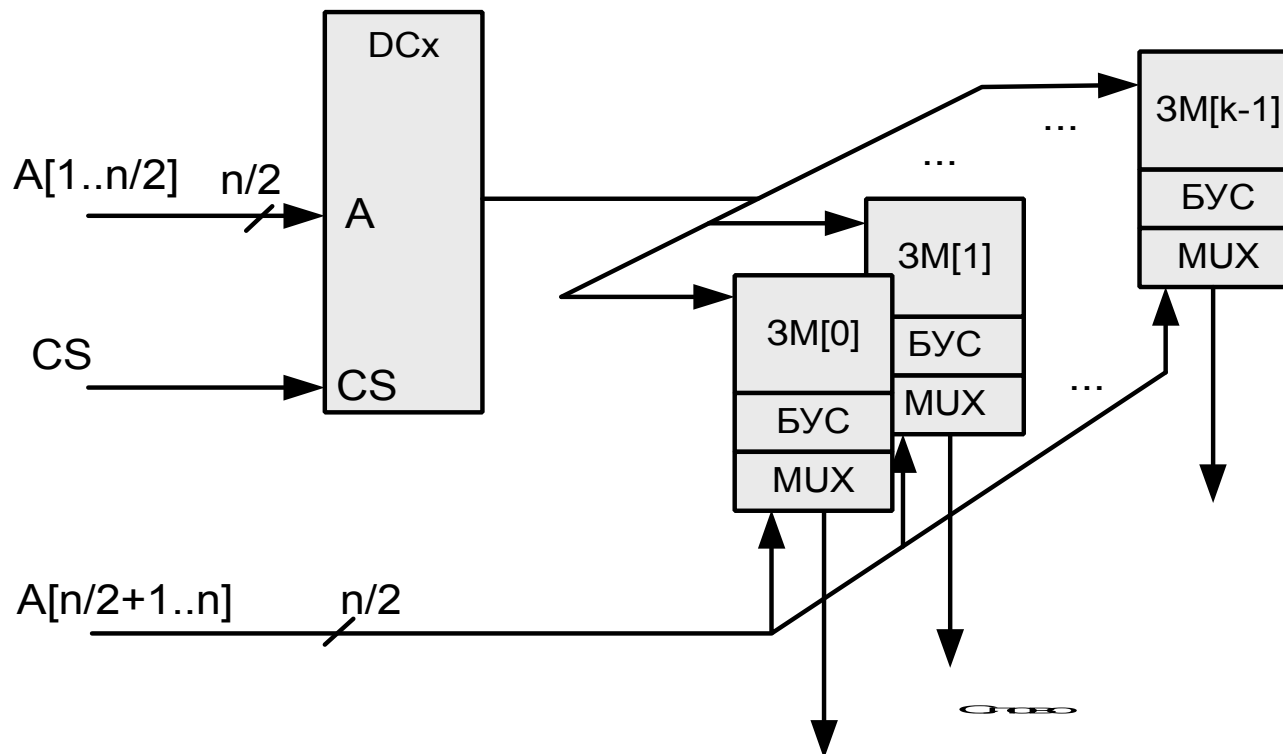 DCx
A[1..n/2] n/2
A
CS
CS
A[n/2+1..n] n/2
ЗМ[0]
БУС
MUX
ЗМ[1]
БУС
MUX
...
...
...
ЗМ[k-1]
БУС
MUX